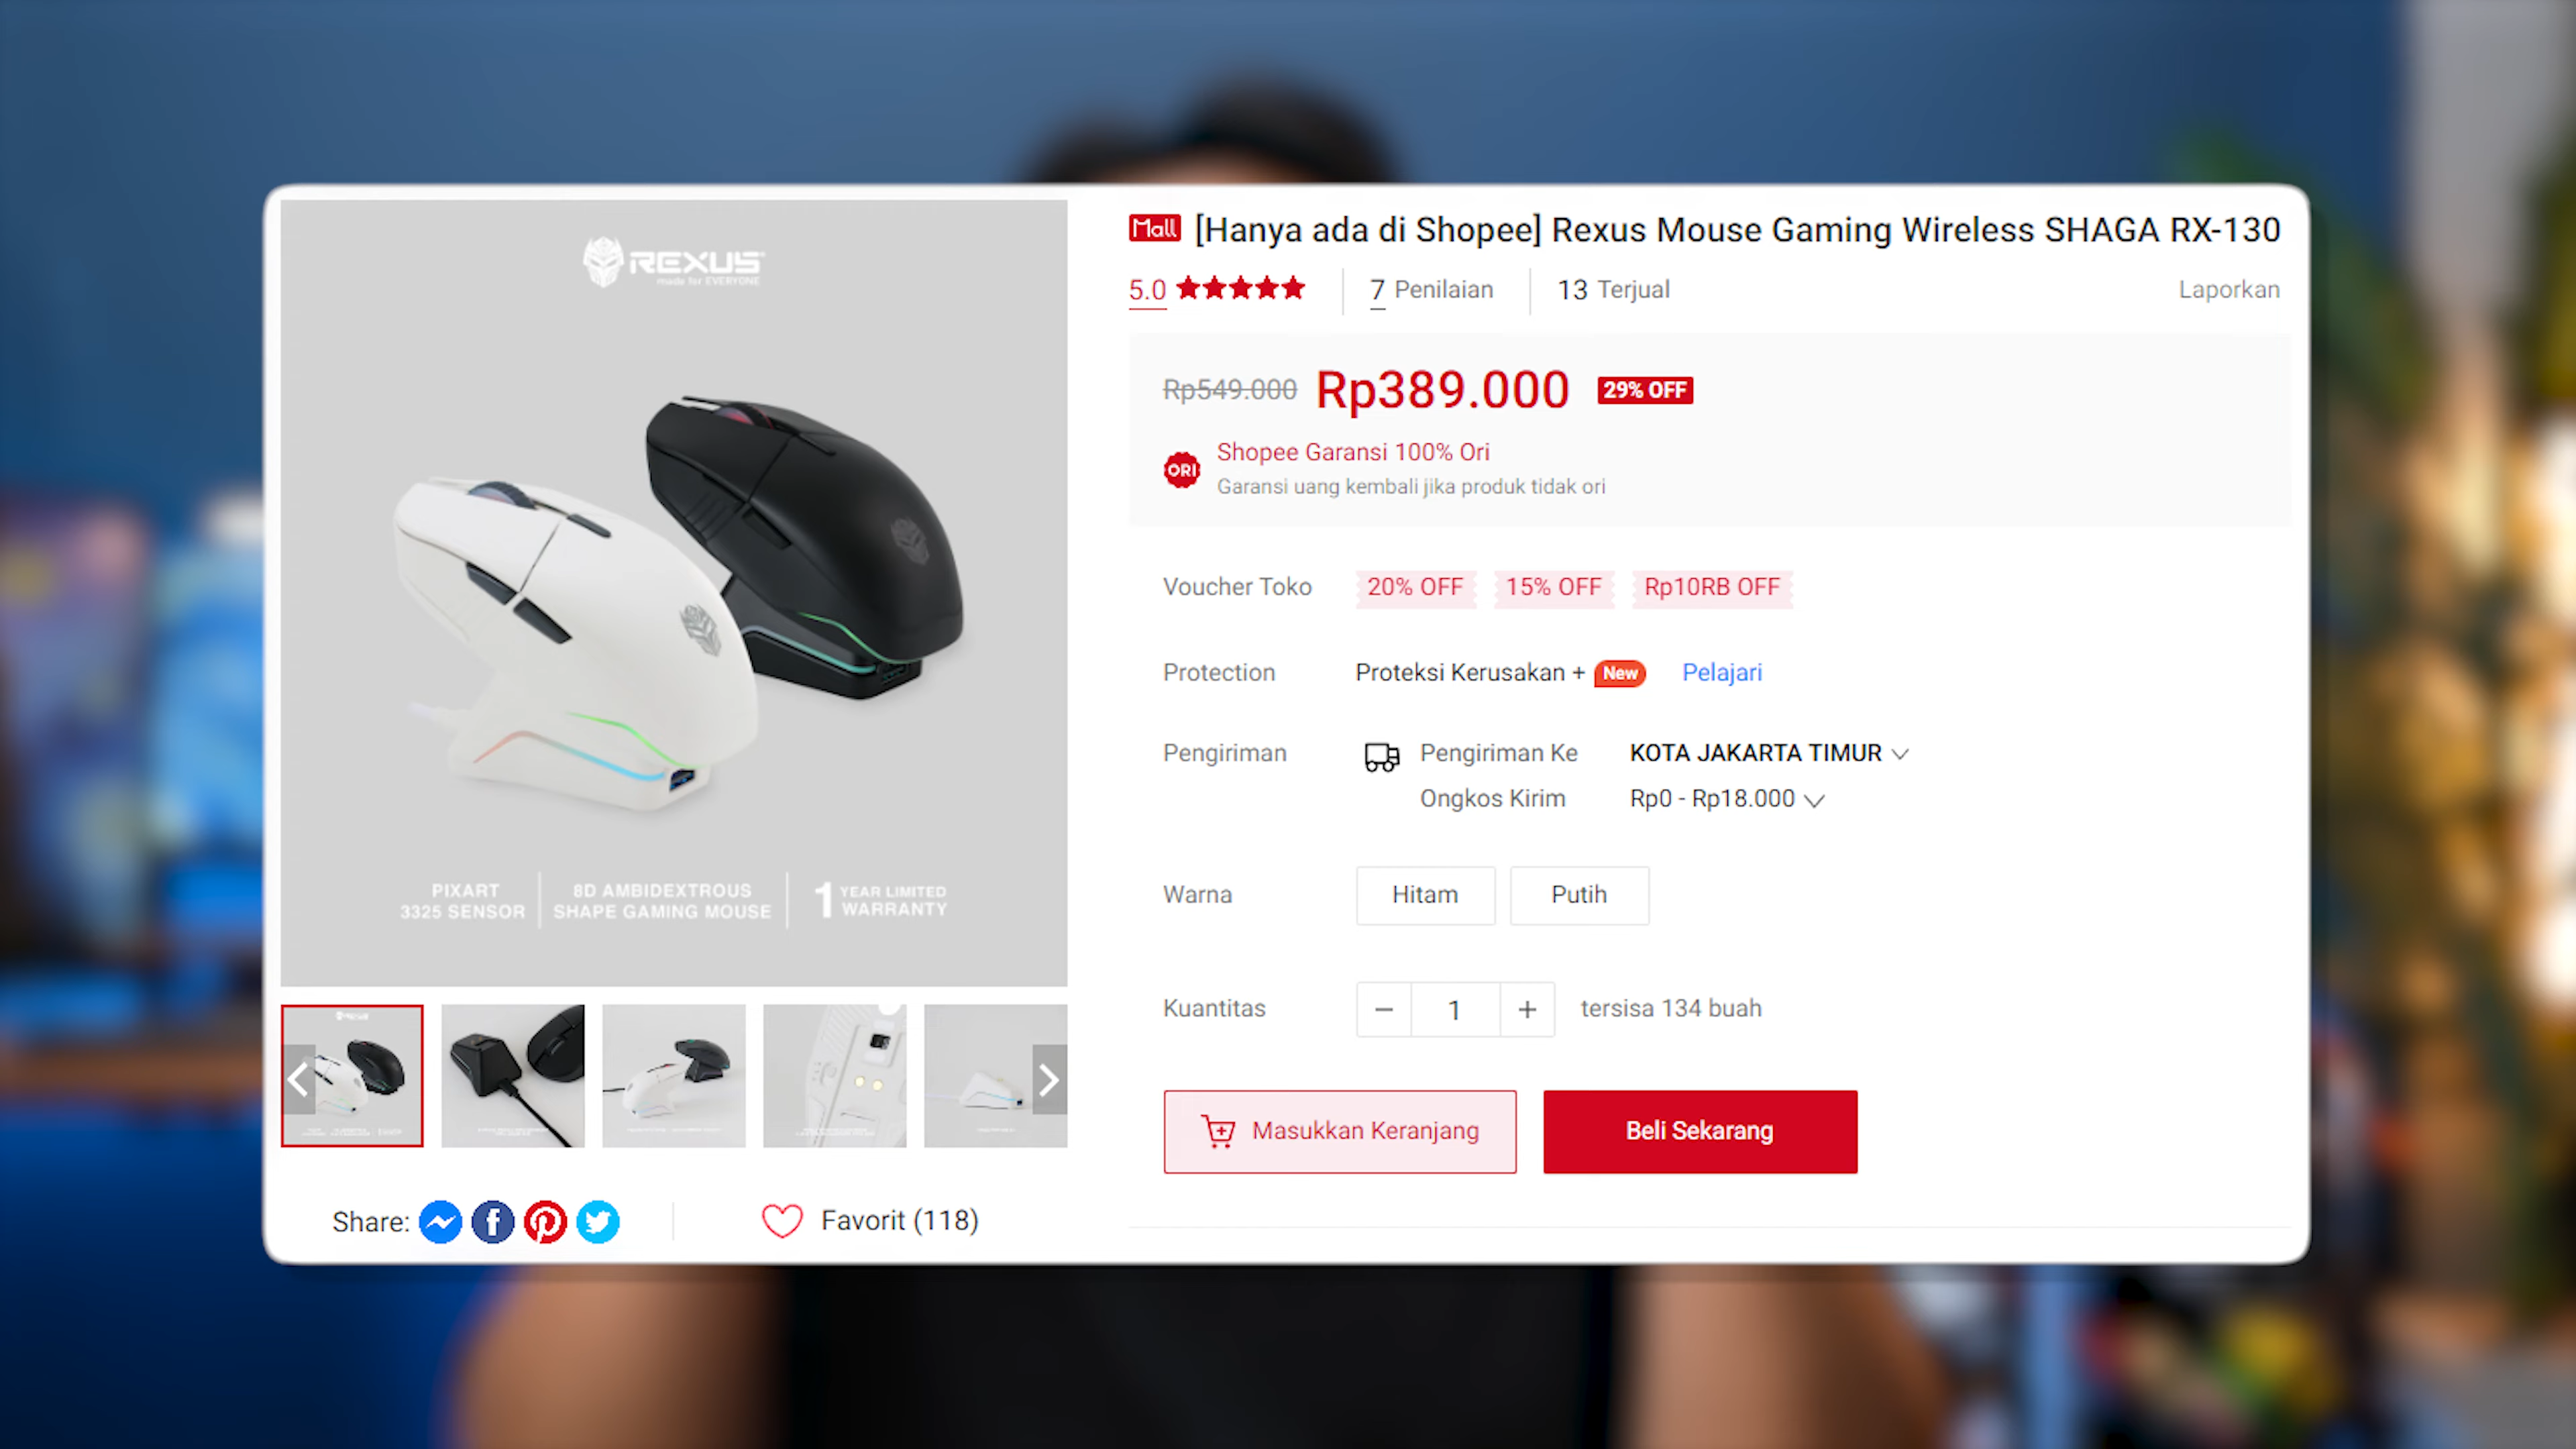 REXUS
made for EVERYONE
PIXART
3325 SENSOR
8D AMBIDEXTROUS
SHAPE GAMING MOUSE
1 YEAR LIMITED
WARRANTY
Share:
Favorit (118)
Mall [Hanya ada di Shopee] Rexus Mouse Gaming Wireless SHAGA RX-130
5.0 7 Penilaian 13 Terjual Laporkan
Rp549.000 Rp389.000 29% OFF
ORI Shopee Garansi 100% Ori
Garansi uang kembali jika produk tidak ori
Voucher Toko 20% OFF 15% OFF Rp10RB OFF
Protection Proteksi Kerusakan + New Pelajari
Pengiriman Pengiriman Ke KOTA JAKARTA TIMUR
Ongkos Kirim Rp0 - Rp18.000
Warna Hitam Putih
Kuantitas − 1 + tersisa 134 buah
Masukkan Keranjang Beli Sekarang